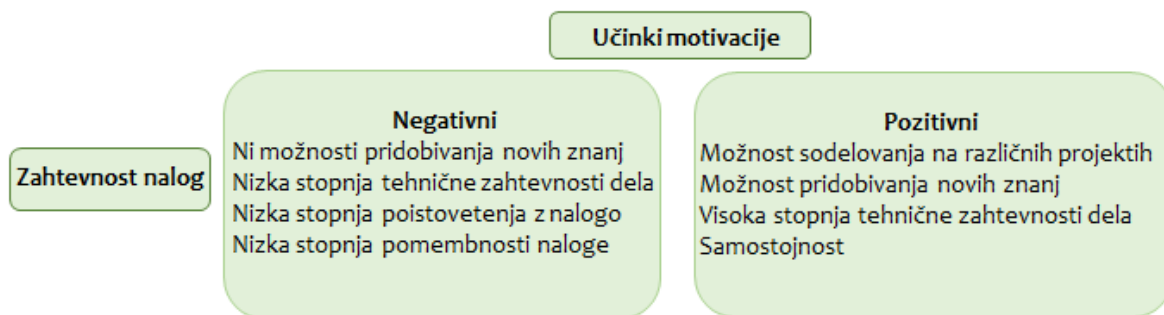 Učinki motivacije
Zahtevnost nalog
Negativni
Ni možnosti pridobivanja novih znanj
Nizka stopnja tehnične zahtevnosti dela
Nizka stopnja poistovetenja z nalogo
Nizka stopnja pomembnosti naloge
Pozitivni
Možnost sodelovanja na različnih projektih
Možnost pridobivanja novih znanj
Visoka stopnja tehnične zahtevnosti dela
Samostojnost